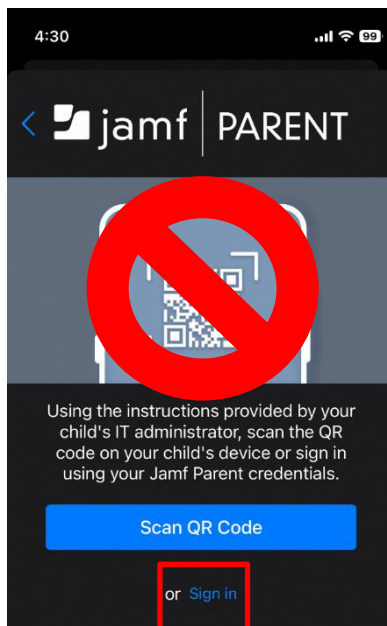 4:30 99
jamf PARENT
Using the instructions provided by your
child's IT administrator, scan the QR
code on your child's device or sign in
using your Jamf Parent credentials.
Scan QR Code
or Sign in